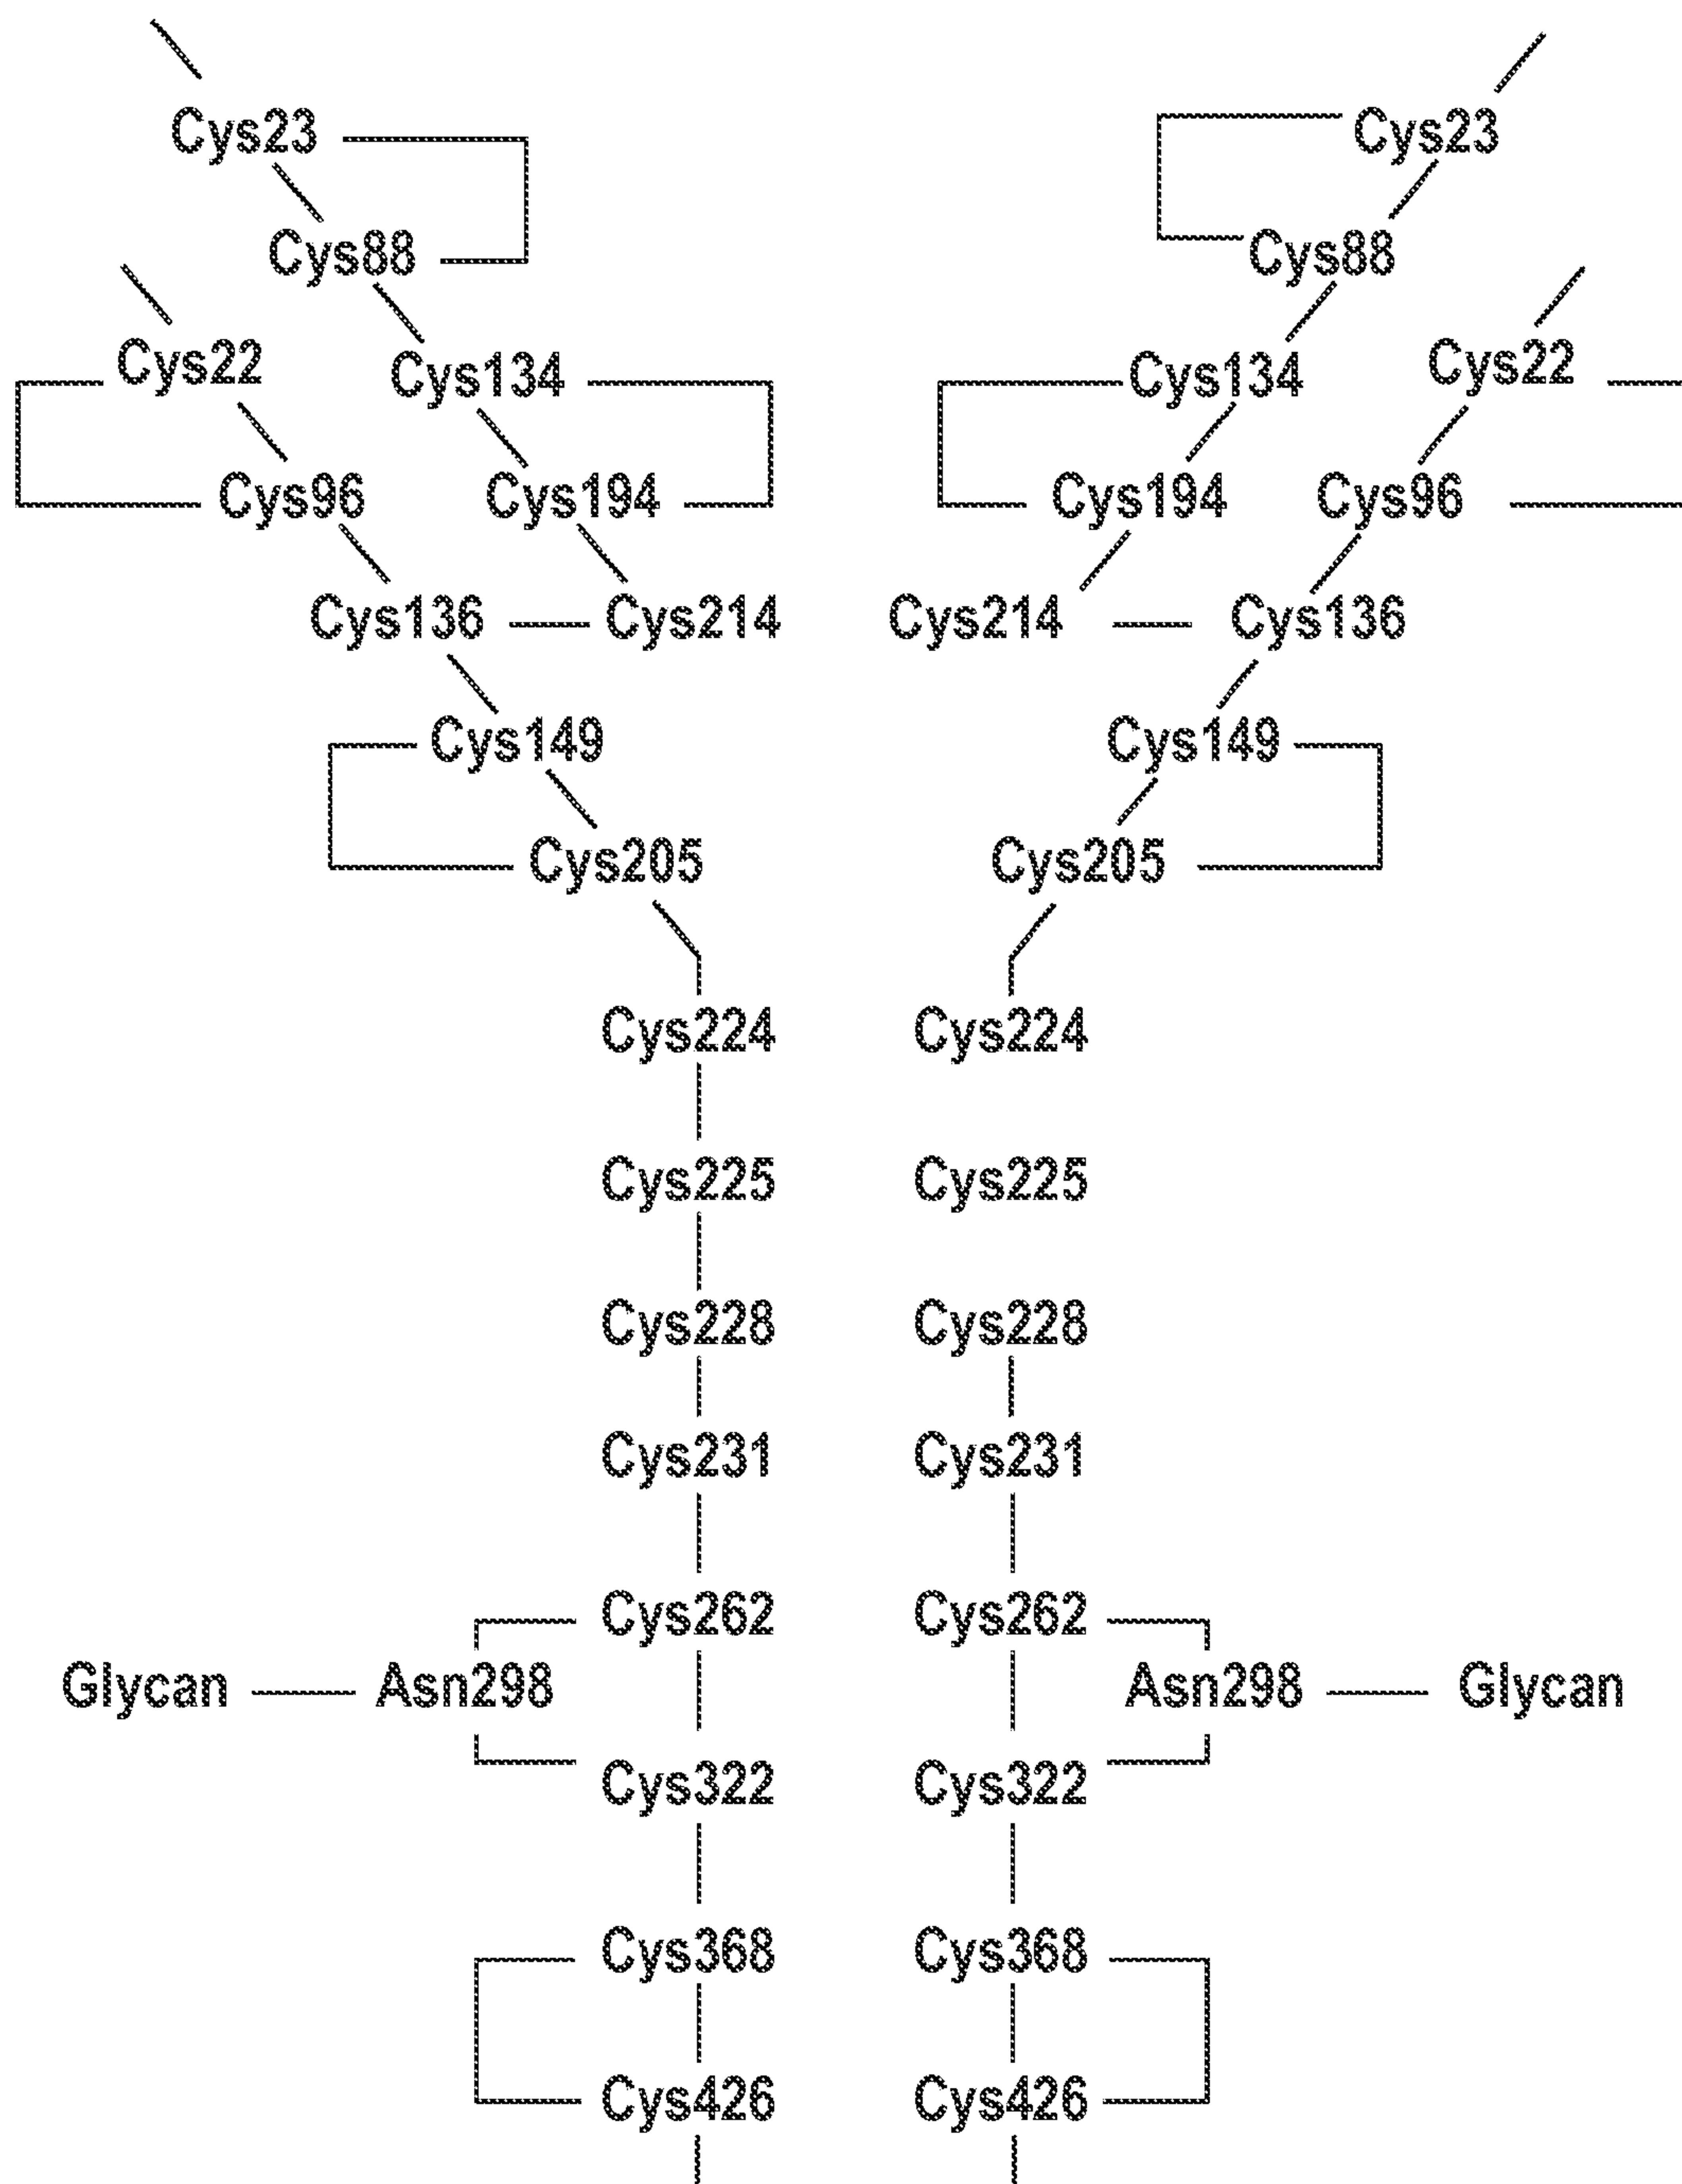 Cys23 Cys23
Cys88 Cys88
Cys22 Cys134 Cys134 Cys22
Cys96 Cys194 Cys194 Cys96
Cys136 Cys214 Cys214 Cys136
Cys149 Cys149
Cys205 Cys205
Cys224 Cys224
Cys225 Cys225
Cys228 Cys228
Cys231 Cys231
Cys262 Cys262
Glycan Asn298 Asn298 Glycan
Cys322 Cys322
Cys368 Cys368
Cys426 Cys426